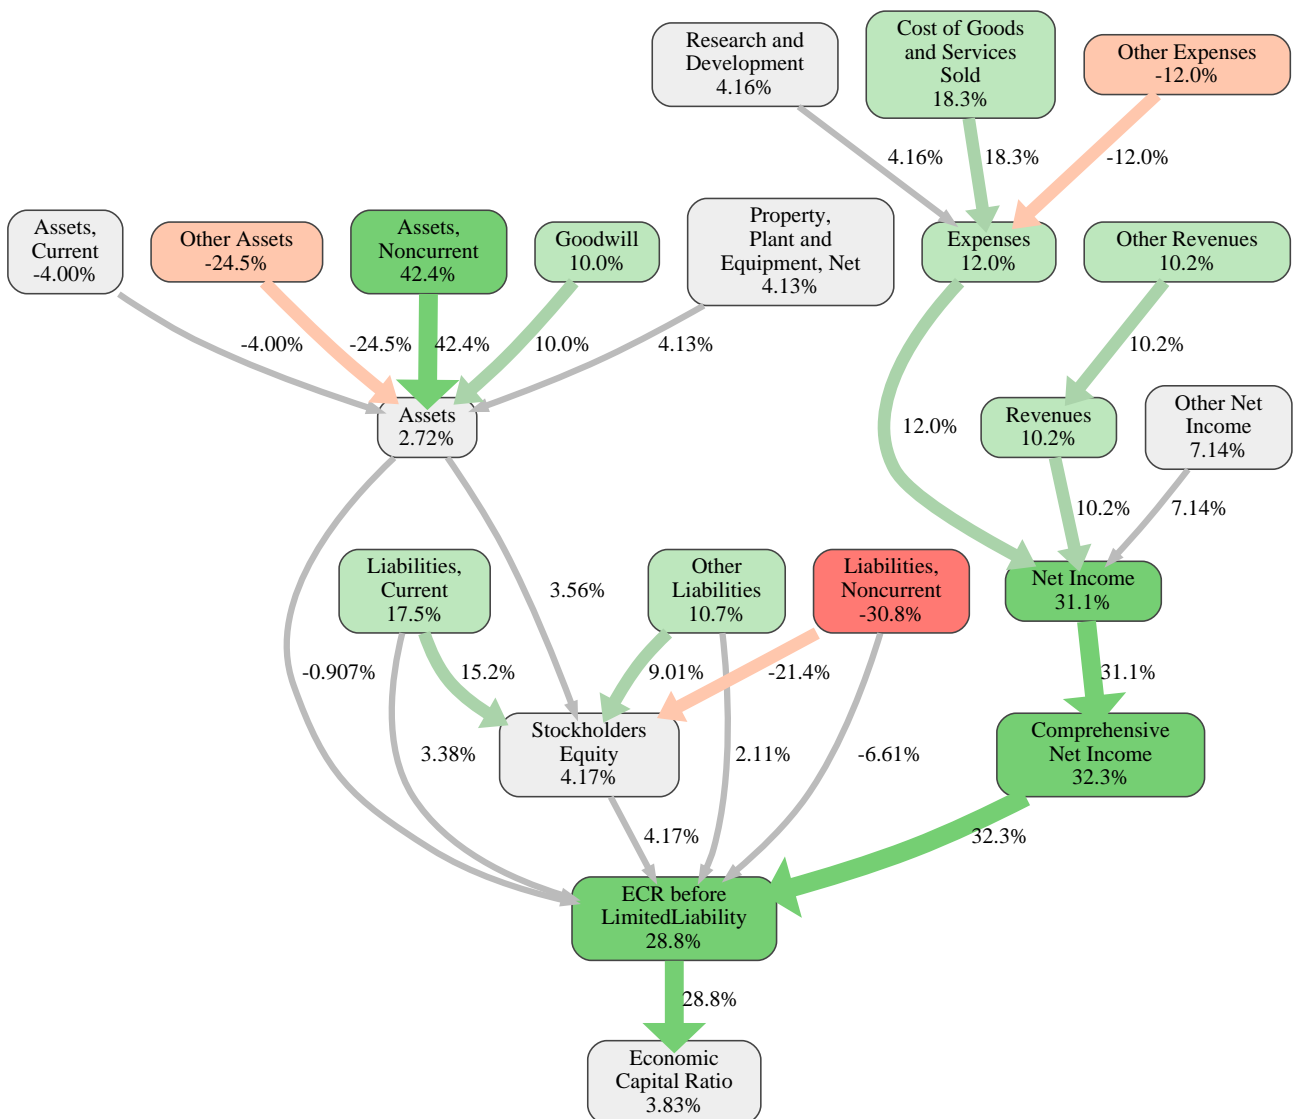 Research and
Development
4.16%
Cost of Goods
and Services
Sold
18.3%
Other Expenses
-12.0%
4.16%
18.3%
-12.0%
Assets,
Current
-4.00%
Other Assets
-24.5%
Assets,
Noncurrent
42.4%
Goodwill
10.0%
Property,
Plant and
Equipment, Net
4.13%
Expenses
12.0%
Other Revenues
10.2%
-4.00%
-24.5%
42.4%
10.0%
4.13%
10.2%
Assets
2.72%
12.0%
Revenues
10.2%
Other Net
Income
7.14%
10.2%
7.14%
Liabilities,
Current
17.5%
3.56%
Other
Liabilities
10.7%
Liabilities,
Noncurrent
-30.8%
Net Income
31.1%
-0.907%
15.2%
9.01%
-21.4%
31.1%
Stockholders
Equity
4.17%
Comprehensive
Net Income
32.3%
3.38%
2.11%
-6.61%
4.17%
32.3%
ECR before
LimitedLiability
28.8%
28.8%
Economic
Capital Ratio
3.83%